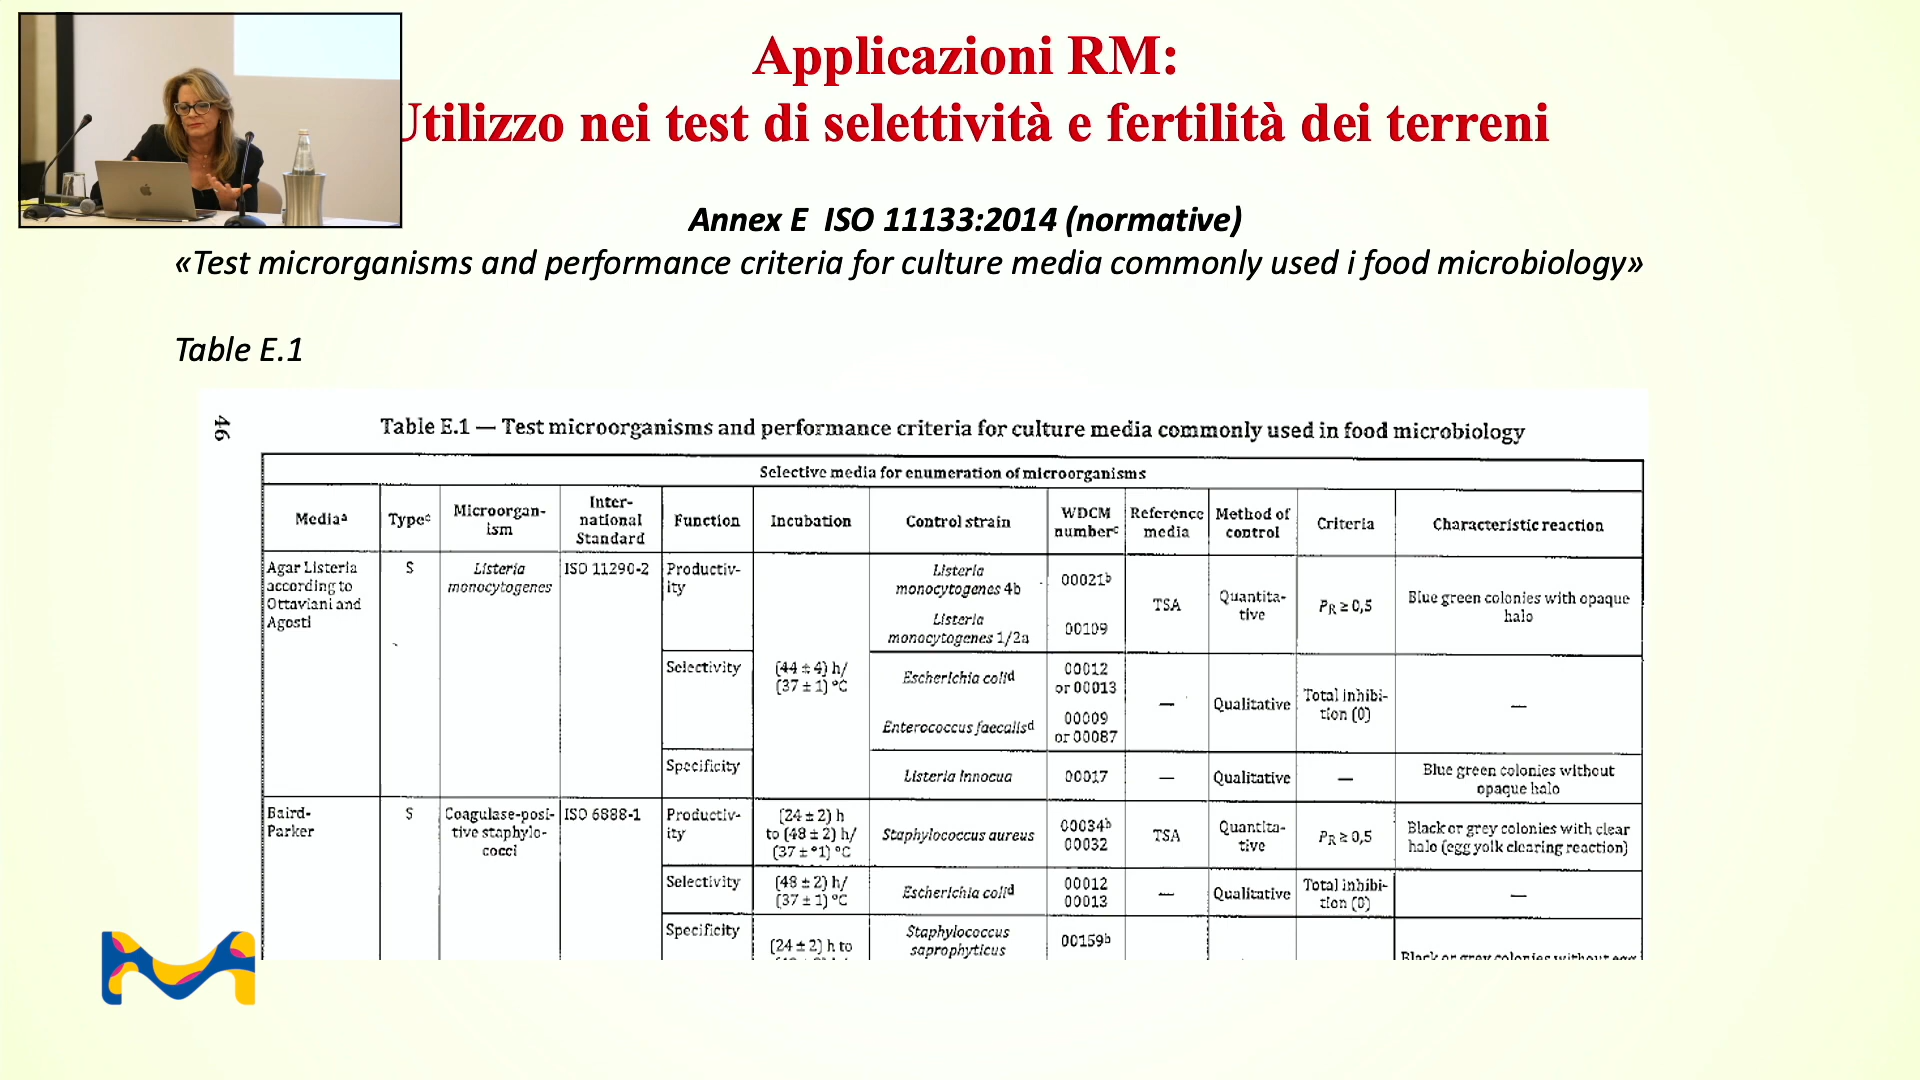 Applicazioni RM:
Utilizzo nei test di selettività e fertilità dei terreni
Annex E ISO 11133:2014 (normative)
«Test microrganisms and performance criteria for culture media commonly used i food microbiology»
Table E.1
46
Table E.1 — Test microorganisms and performance criteria for culture media commonly used in food microbiology
Selective media for enumeration of microorganisms
Mediaᵃ
Typeᶜ
Microorgan-
ism
Inter-
national
Standard
Function
Incubation
Control strain
WDCM
numberᶜ
Reference
media
Method of
control
Criteria
Characteristic reaction
Agar Listeria
according to
Ottaviani and
Agosti
S
Listeria
monocytogenes
ISO 11290-2
Productiv-
ity
(44 ± 4) h/
(37 ± 1) °C
Listeria
monocytogenes 4b
00021ᵇ
Listeria
monocytogenes 1/2a
00109
TSA
Quantita-
tive
PR ≥ 0,5
Blue green colonies with opaque
halo
Selectivity
Escherichia coliᵈ
00012
or 00013
Enterococcus faecalisᵈ
00009
or 00087
—
Qualitative
Total inhibi-
tion (0)
—
Specificity
Listeria innocua
00017
—
Qualitative
—
Blue green colonies without
opaque halo
Baird-
Parker
S
Coagulase-posi-
tive staphylo-
cocci
ISO 6888-1
Productiv-
ity
(24 ± 2) h
to (48 ± 2) h/
(37 ± °1) °C
Staphylococcus aureus
00034ᵇ
00032
TSA
Quantita-
tive
PR ≥ 0,5
Black or grey colonies with clear
halo (egg yolk clearing reaction)
Selectivity
(48 ± 2) h/
(37 ± 1) °C
Escherichia coliᵈ
00012
00013
—
Qualitative
Total inhibi-
tion (0)
—
Specificity
(24 ± 2) h to
Staphylococcus
saprophyticus
00159ᵇ
Black or grey colonies without egg